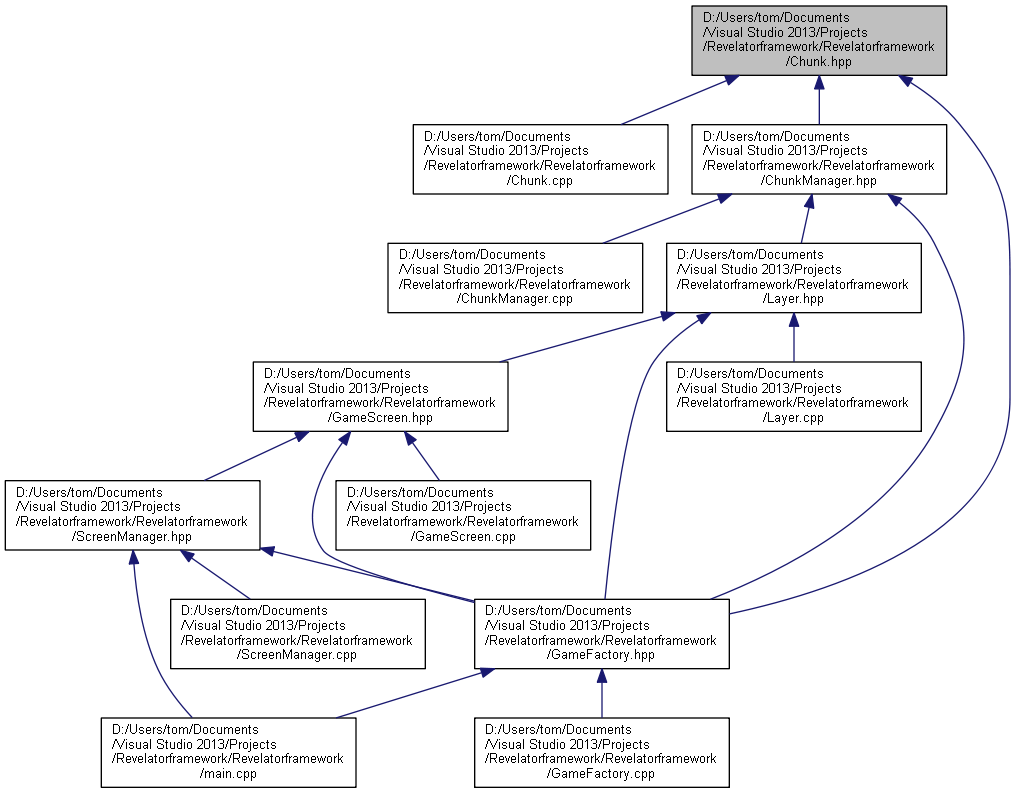 D:/Users/tom/Documents
/Visual Studio 2013/Projects
/Revelatorframework/Revelatorframework
/Chunk.hpp
D:/Users/tom/Documents
/Visual Studio 2013/Projects
/Revelatorframework/Revelatorframework
/Chunk.cpp
D:/Users/tom/Documents
/Visual Studio 2013/Projects
/Revelatorframework/Revelatorframework
/ChunkManager.hpp
D:/Users/tom/Documents
/Visual Studio 2013/Projects
/Revelatorframework/Revelatorframework
/ChunkManager.cpp
D:/Users/tom/Documents
/Visual Studio 2013/Projects
/Revelatorframework/Revelatorframework
/Layer.hpp
D:/Users/tom/Documents
/Visual Studio 2013/Projects
/Revelatorframework/Revelatorframework
/GameScreen.hpp
D:/Users/tom/Documents
/Visual Studio 2013/Projects
/Revelatorframework/Revelatorframework
/Layer.cpp
D:/Users/tom/Documents
/Visual Studio 2013/Projects
/Revelatorframework/Revelatorframework
/ScreenManager.hpp
D:/Users/tom/Documents
/Visual Studio 2013/Projects
/Revelatorframework/Revelatorframework
/GameScreen.cpp
D:/Users/tom/Documents
/Visual Studio 2013/Projects
/Revelatorframework/Revelatorframework
/ScreenManager.cpp
D:/Users/tom/Documents
/Visual Studio 2013/Projects
/Revelatorframework/Revelatorframework
/GameFactory.hpp
D:/Users/tom/Documents
/Visual Studio 2013/Projects
/Revelatorframework/Revelatorframework
/main.cpp
D:/Users/tom/Documents
/Visual Studio 2013/Projects
/Revelatorframework/Revelatorframework
/GameFactory.cpp